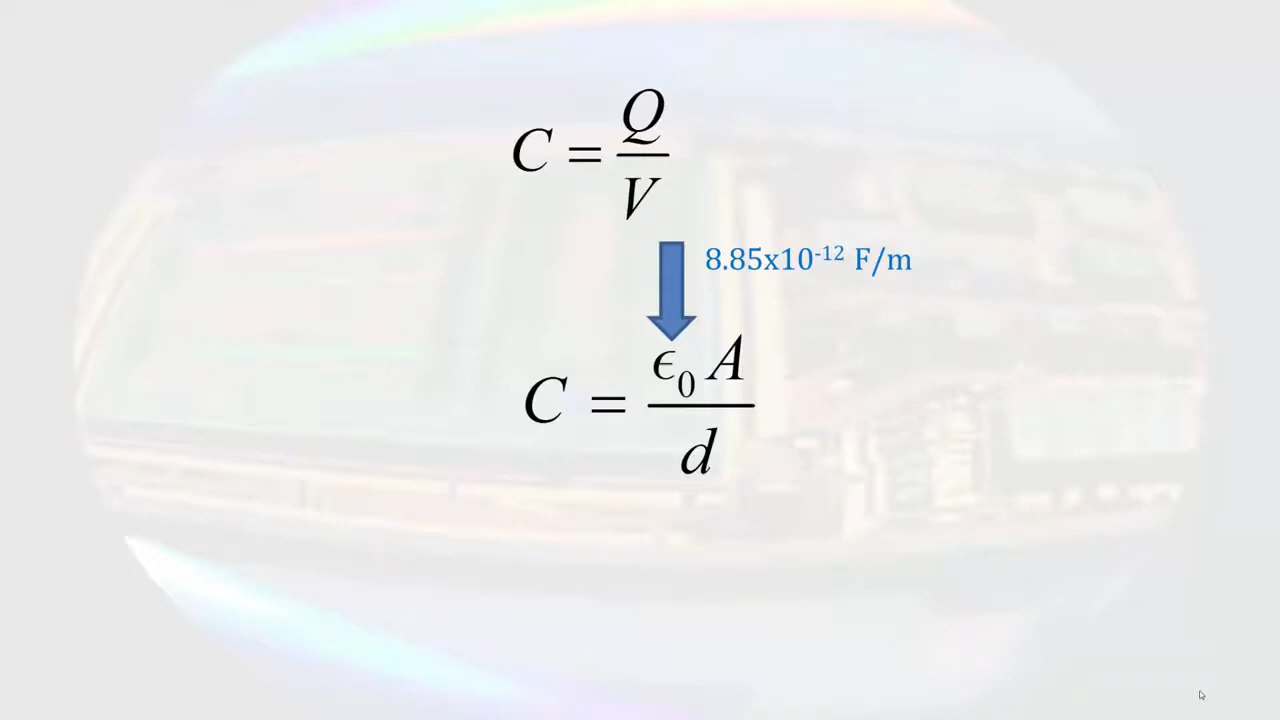 C = Q/V
8.85x10⁻¹² F/m
C = ϵ₀ A/d